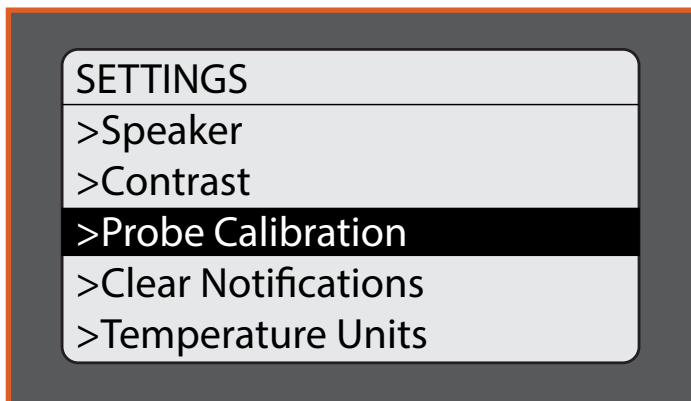 SETTINGS
>Speaker
>Contrast
>Probe Calibration
>Clear Notifications
>Temperature Units